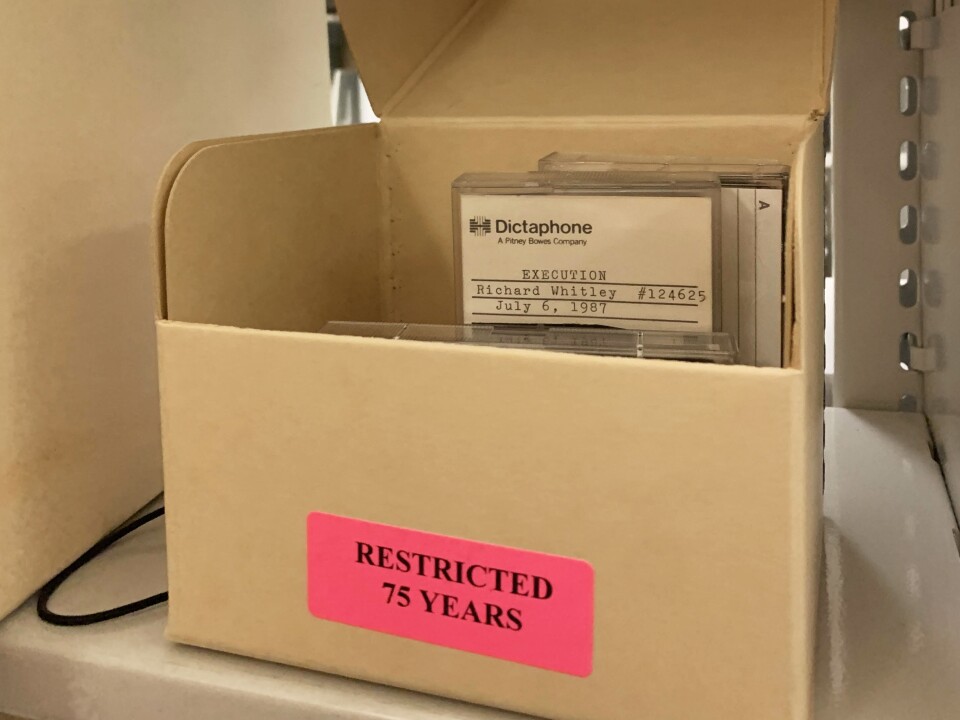 Dictaphone
A Pitney Bowes Company
EXECUTION
Richard Whitley #124625
July 6, 1987
A
RESTRICTED
75 YEARS